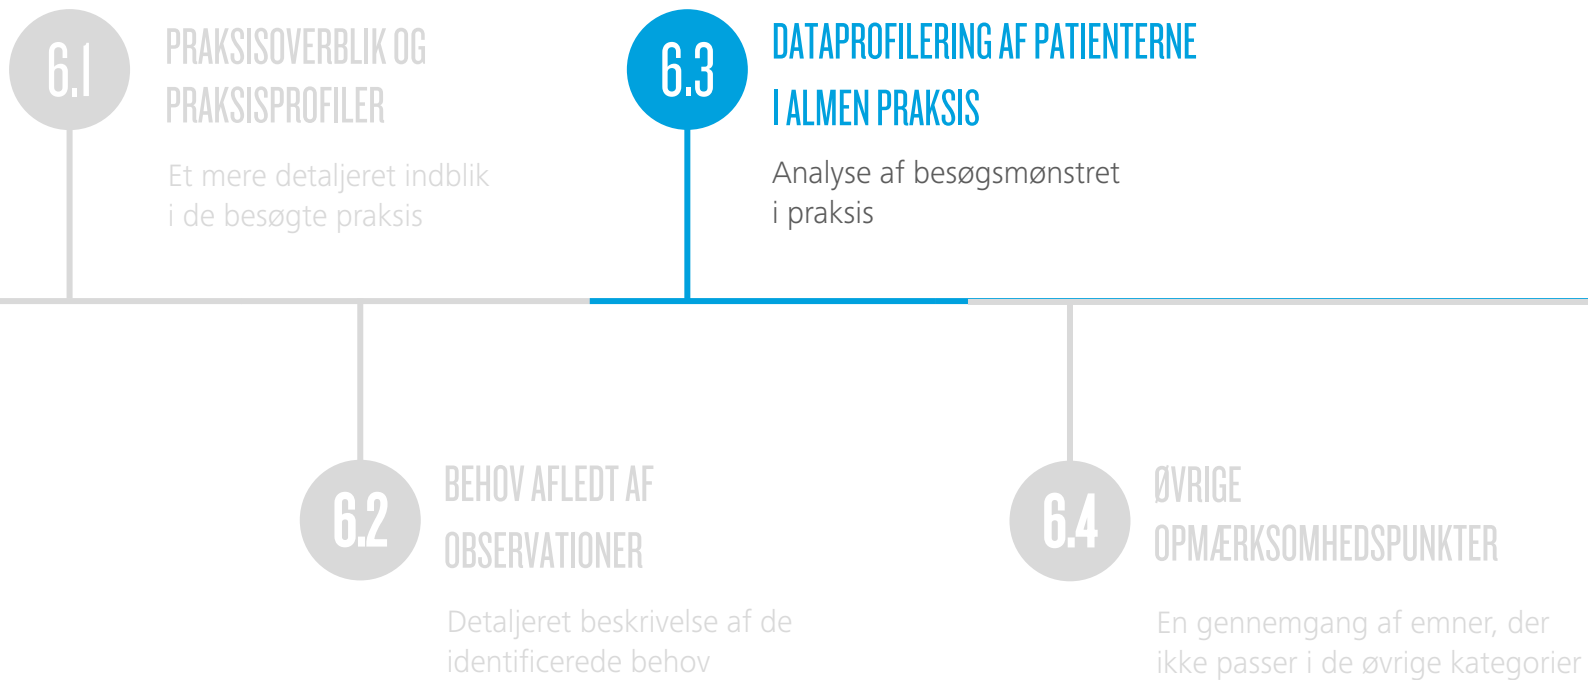 6.1
PRAKSISOVERBLIK OG
PRAKSISPROFILER
Et mere detaljeret indblik
i de besøgte praksis
6.3
DATAPROFILERING AF PATIENTERNE
I ALMEN PRAKSIS
Analyse af besøgsmønstret
i praksis
6.2
BEHOV AFLEDT AF
OBSERVATIONER
Detaljeret beskrivelse af de
identificerede behov
6.4
ØVRIGE
OPMÆRKSOMHEDSPUNKTER
En gennemgang af emner, der
ikke passer i de øvrige kategorier